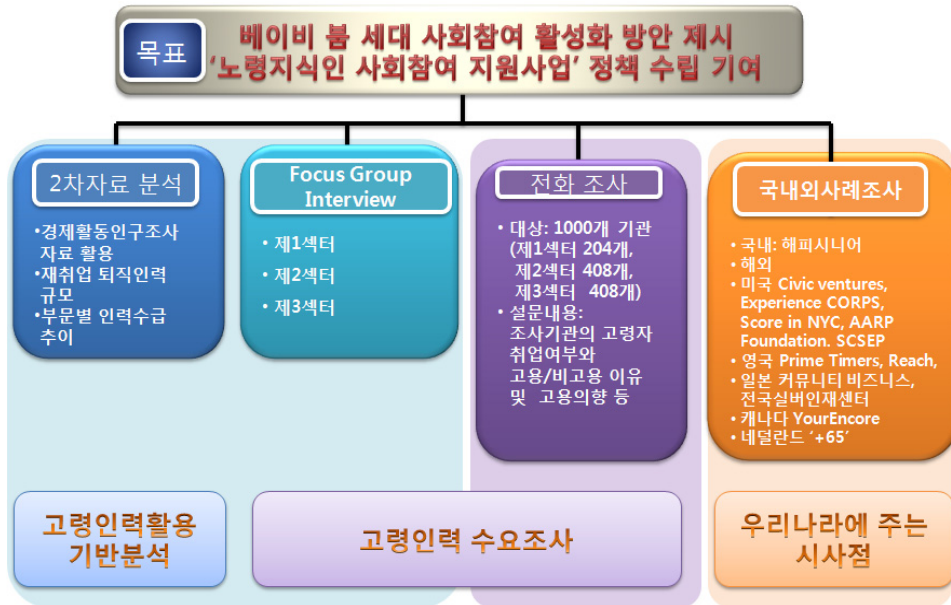 목표
베이비 붐 세대 사회참여 활성화 방안 제시
‘노령지식인 사회참여 지원사업’ 정책 수립 기여
2차자료 분석
• 경제활동인구조사
자료 활용
• 재취업 퇴직인력
규모
• 부문별 인력수급
추이
Focus Group
Interview
• 제1섹터
• 제2섹터
• 제3섹터
전화 조사
• 대상: 1000개 기관
(제1섹터 204개,
제2섹터 408개,
제3섹터 408개)
• 설문내용:
조사기관의 고령자
취업여부와
고용/비고용 이유
및 고용의향 등
국내외사례조사
• 국내: 해피시니어
• 해외
• 미국 Civic ventures,
Experience CORPS,
Score in NYC, AARP
Foundation. SCSEP
• 영국 Prime Timers, Reach,
• 일본 커뮤니티 비즈니스,
전국실버인재센터
• 캐나다 YourEncore
• 네덜란드 ‘+65’
고령인력활용
기반분석
고령인력 수요조사
우리나라에 주는
시사점